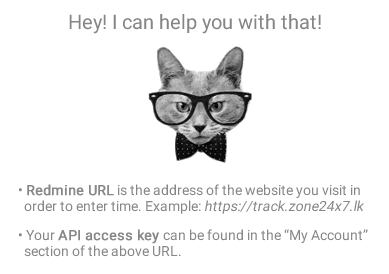 Hey! I can help you with that!
• Redmine URL is the address of the website you visit in
order to enter time. Example: https://track.zone24x7.lk
• Your API access key can be found in the “My Account”
section of the above URL.